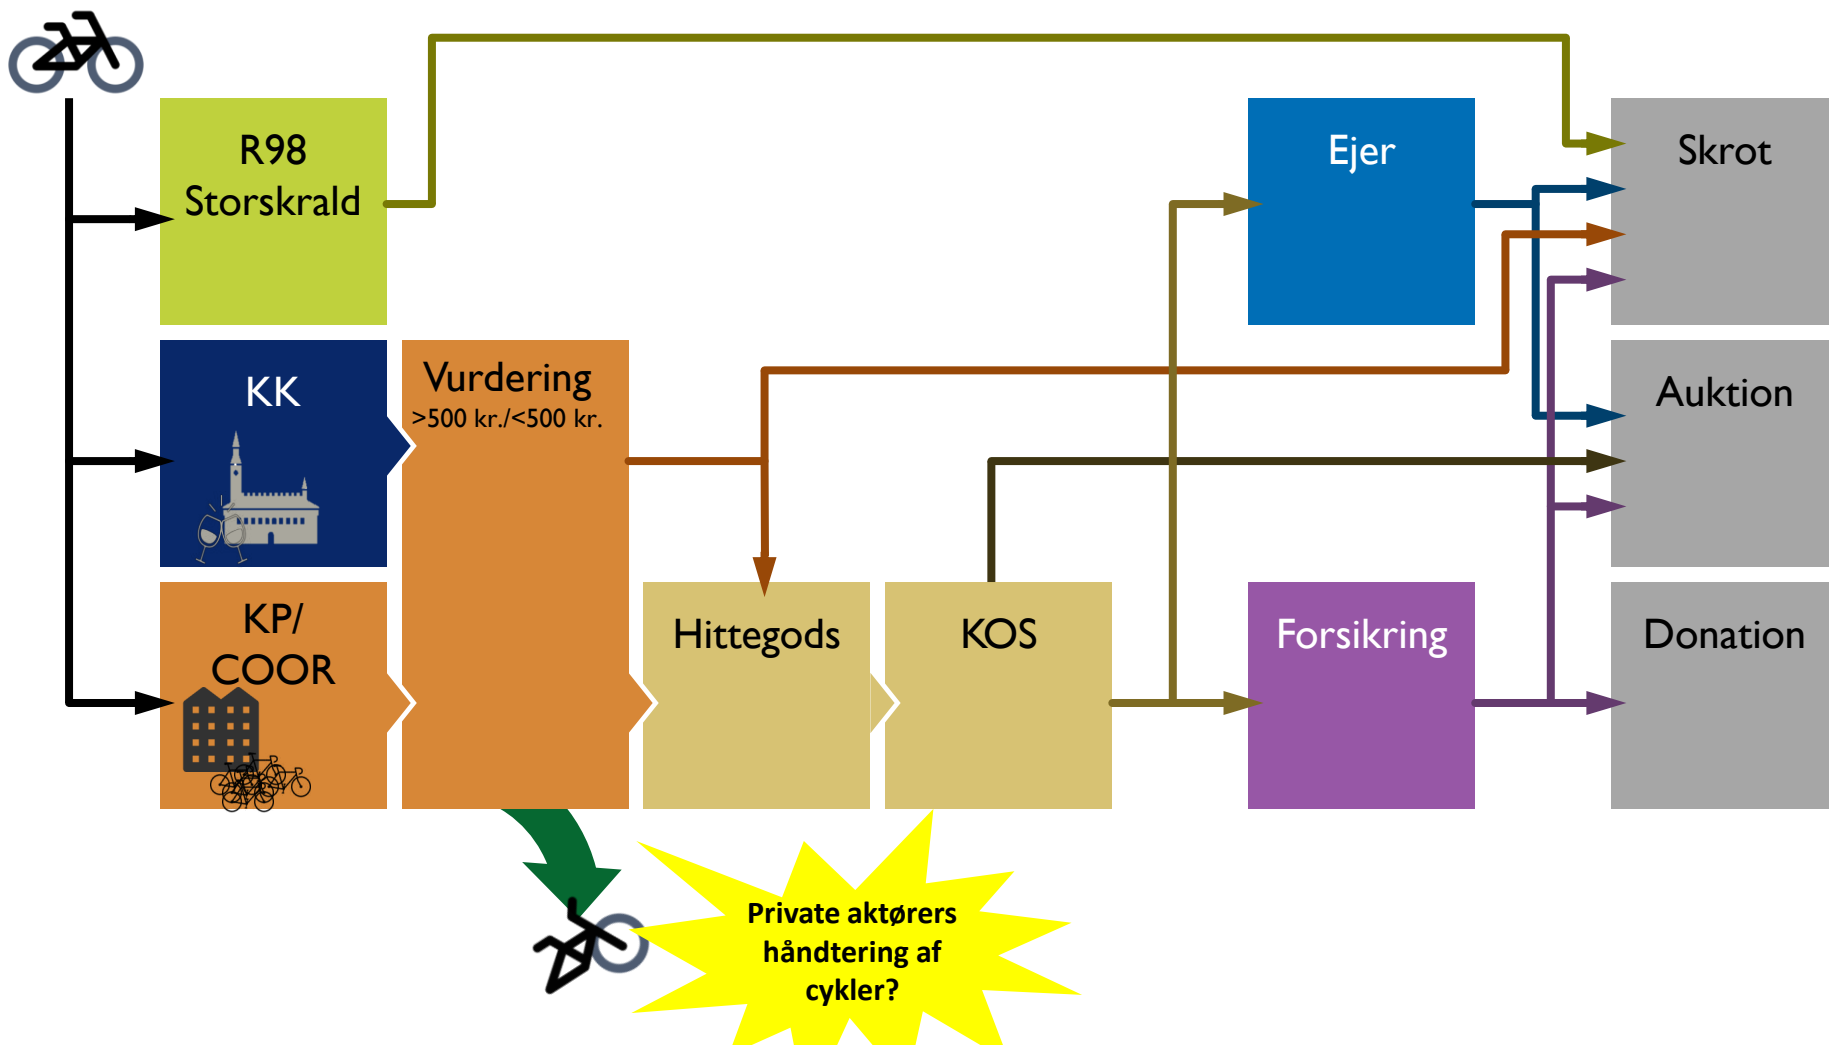 R98
Storskrald
Ejer
Skrot
KK
Vurdering
>500 kr./<500 kr.
Auktion
KP/
COOR
Hittegods
KOS
Forsikring
Donation
Private aktørers
håndtering af
cykler?